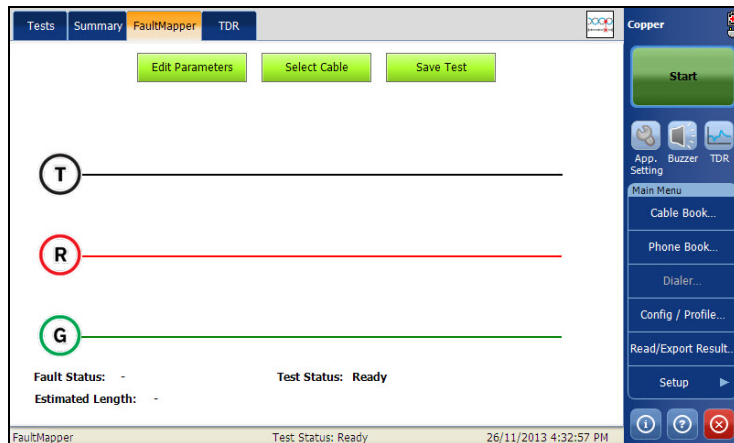 Tests Summary FaultMapper TDR
Copper
Edit Parameters Select Cable Save Test
Start
App. Setting Buzzer TDR
Main Menu
Cable Book...
Phone Book...
Dialer...
Config / Profile...
Read/Export Result..
Setup
T
R
G
Fault Status: - Test Status: Ready
Estimated Length: -
FaultMapper Test Status: Ready 26/11/2013 4:32:57 PM